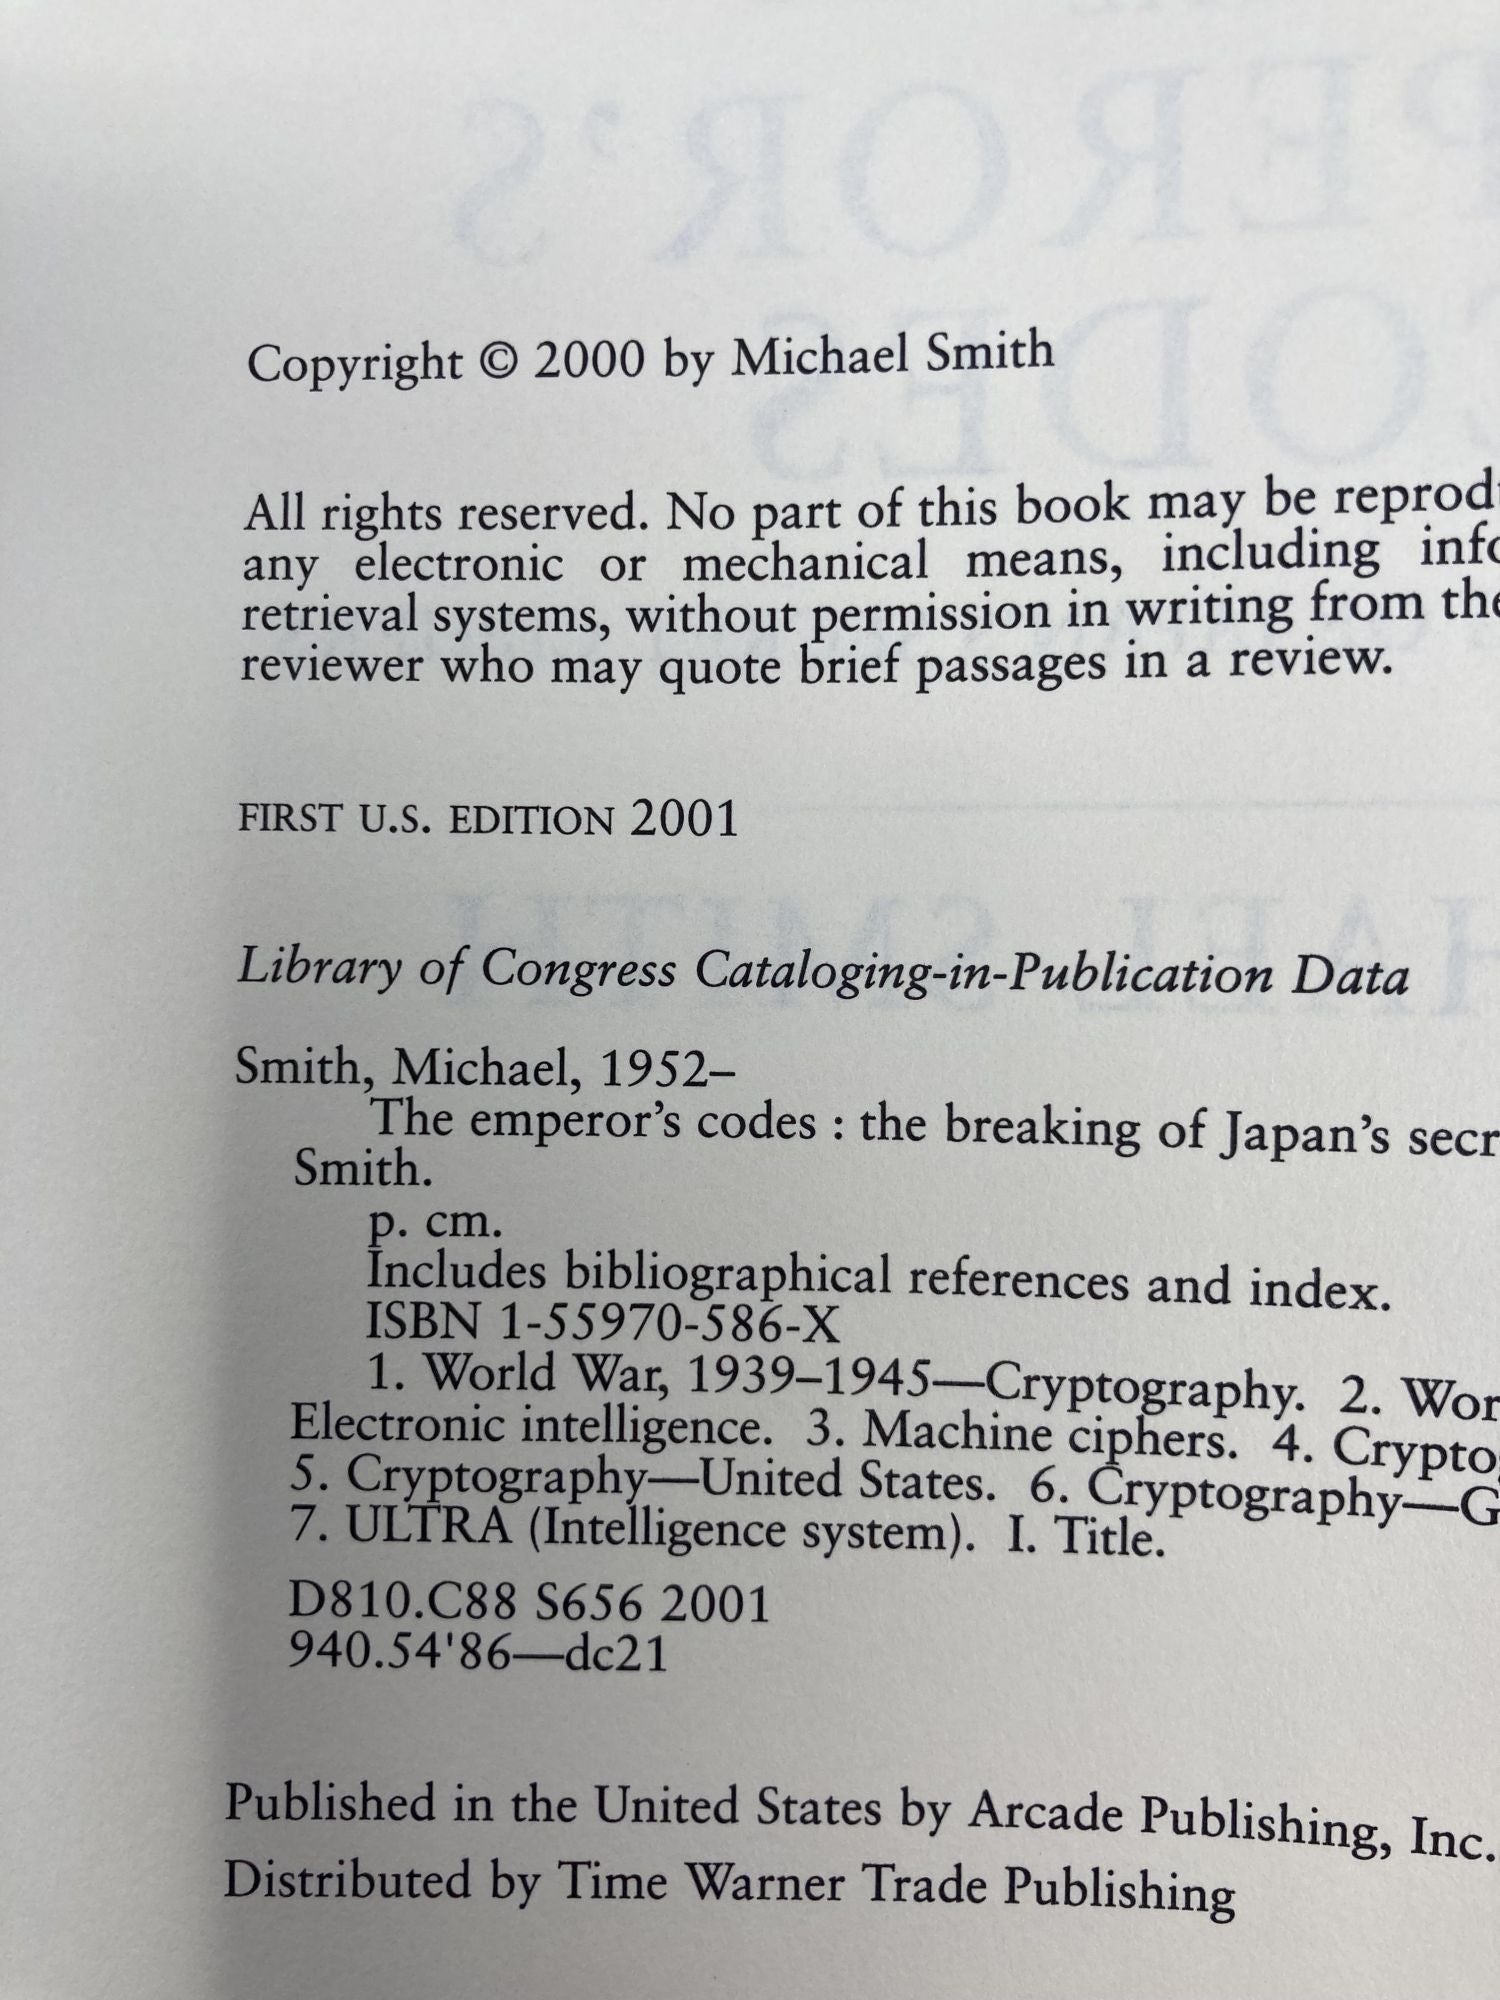 Copyright © 2000 by Michael Smith
All rights reserved. No part of this book may be
any electronic or mechanical means, including
retrieval systems, without permission in writing from
reviewer who may quote brief passages in a review.
FIRST U.S. EDITION 2001
Library of Congress Cataloging-in-Publication Data
Smith, Michael, 1952–
The emperor’s codes : the breaking of Japan’s
Smith.
p. cm.
Includes bibliographical references and index.
ISBN 1-55970-586-X
1. World War, 1939–1945—Cryptography. 2.
Electronic intelligence. 3. Machine ciphers. 4.
5. Cryptography—United States. 6. Cryptography—
7. ULTRA (Intelligence system). I. Title.
D810.C88 S656 2001
940.54'86—dc21
Published in the United States by Arcade Publishing, Inc.
Distributed by Time Warner Trade Publishing